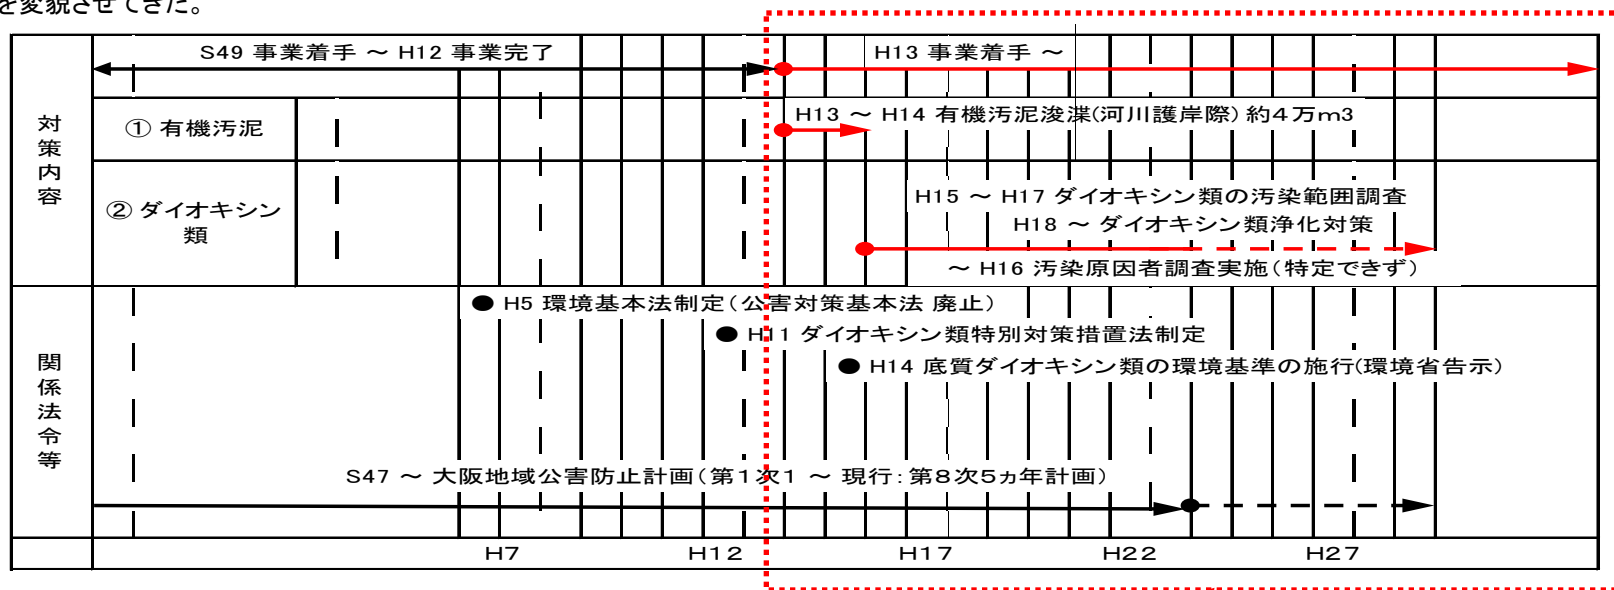 を変貌させてきた。
S49 事業着手 ～ H12 事業完了
H13 事業着手 ～
対策内容
① 有機汚泥
H13 ～ H14 有機汚泥浚渫(河川護岸際) 約４万m3
② ダイオキシン
類
H15 ～ H17 ダイオキシン類の汚染範囲調査
H18 ～ ダイオキシン類浄化対策
～ H16 汚染原因者調査実施(特定できず)
関係法令等
● H5 環境基本法制定(公害対策基本法 廃止)
● H11 ダイオキシン類特別対策措置法制定
● H14 底質ダイオキシン類の環境基準の施行(環境省告示)
S47 ～ 大阪地域公害防止計画(第１次1 ～ 現行:第８次５ヵ年計画)
H7 H12 H17 H22 H27